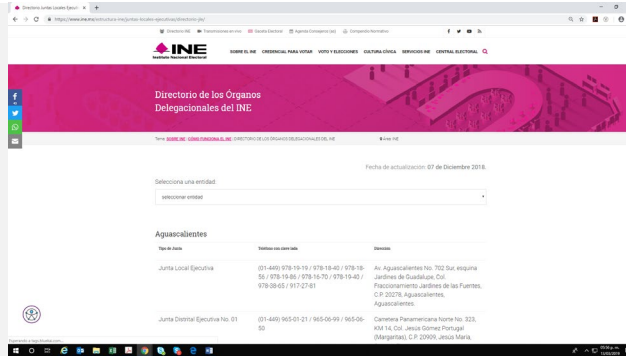 Directorio Juntas Locales Ejecuti
https://www.ine.mx/estructura-ine/juntas-locales-ejecutivas/directorio-jle/
Directorio INE Transmisiones en vivo Gaceta Electoral Agenda Consejeros (as) Compendio Normativo
INE
Instituto Nacional Electoral
SOBRE EL INE CREDENCIAL PARA VOTAR VOTO Y ELECCIONES CULTURA CÍVICA SERVICIOS INE CENTRAL ELECTORAL
Directorio de los Órganos
Delegacionales del INE
Tema: SOBRE INE · CÓMO FUNCIONA EL INE · DIRECTORIO DE LOS ÓRGANOS DELEGACIONALES DEL INE
Área: INE
Fecha de actualización: 07 de Diciembre 2018.
Selecciona una entidad:
seleccionar entidad
Aguascalientes
Tipo de Junta Teléfono con clave lada Dirección
Junta Local Ejecutiva (01-449) 978-19-19 / 978-18-40 / 978-18- Av. Aguascalientes No. 702 Sur, esquina
56 / 978-19-86 / 978-16-70 / 978-19-40 / Jardines de Guadalupe, Col.
978-38-65 / 917-27-81 Fraccionamiento Jardines de las Fuentes,
C.P. 20278, Aguascalientes,
Aguascalientes.
Junta Distrital Ejecutiva No. 01 (01-449) 965-01-21 / 965-06-99 / 965-06- Carretera Panamericana Norte No. 323,
50 KM 14, Col. Jesús Gómez Portugal
(Margaritas), C.P. 20909, Jesús María,
05:56 p. m.